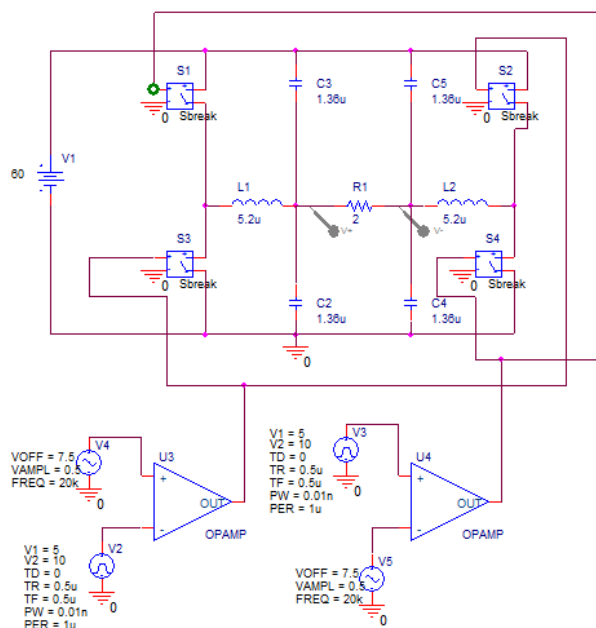 S1
0
Sbreak
C3
1.36u
C5
1.36u
S2
0
Sbreak
60
V1
L1
5.2u
R1
2
L2
5.2u
V+
V-
S3
0
Sbreak
S4
0
Sbreak
C2
1.36u
C4
1.36u
0
V4
VOFF = 7.5
VAMPL = 0.5
FREQ = 20k
0
U3
+
-
OUT
OPAMP
V2
V1 = 5
V2 = 10
TD = 0
TR = 0.5u
TF = 0.5u
PW = 0.01n
PER = 1u
0
V3
V1 = 5
V2 = 10
TD = 0
TR = 0.5u
TF = 0.5u
PW = 0.01n
PER = 1u
0
U4
+
-
OUT
OPAMP
V5
VOFF = 7.5
VAMPL = 0.5
FREQ = 20k
0